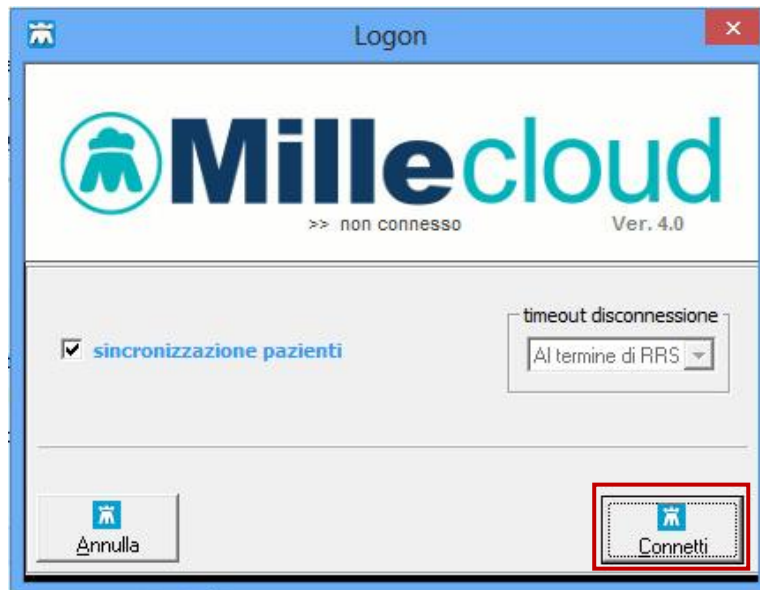 Logon
Millecloud
>> non connesso
Ver. 4.0
sincronizzazione pazienti
timeout disconnessione
Al termine di RRS
Annulla
Connetti